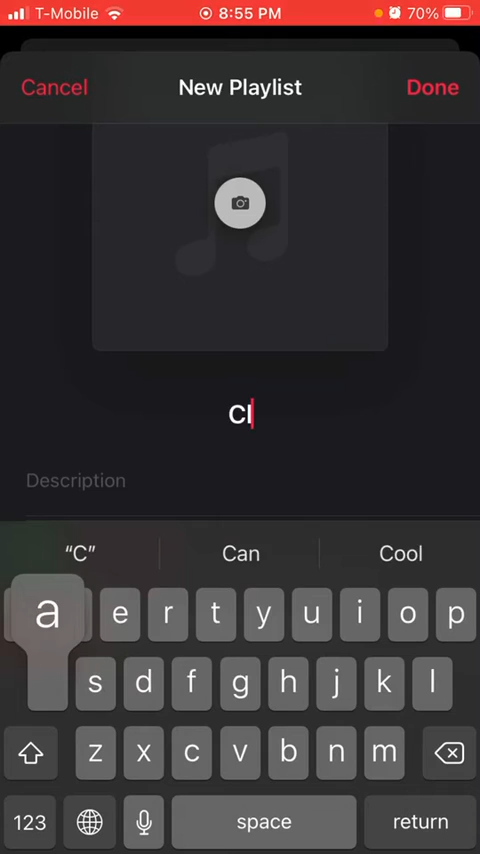 T-Mobile 8:55 PM 70%
Cancel New Playlist Done
Cl
Description
“C” Can Cool
a e r t y u i o p
s d f g h j k l
z x c v b n m
123 space return